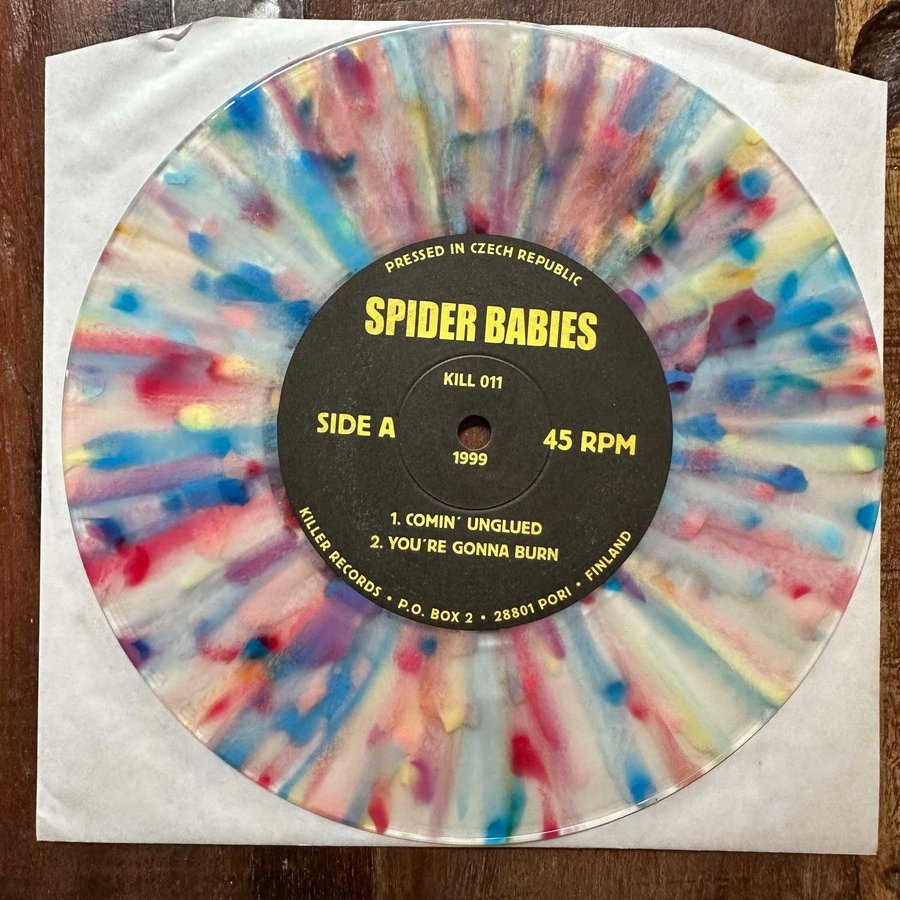 PRESSED IN CZECH REPUBLIC
SPIDER BABIES
KILL 011
SIDE A
45 RPM
1999
1. COMIN' UNGLUED
2. YOU'RE GONNA BURN
KILLER RECORDS • P.O. BOX 2 • 28801 PORI • FINLAND